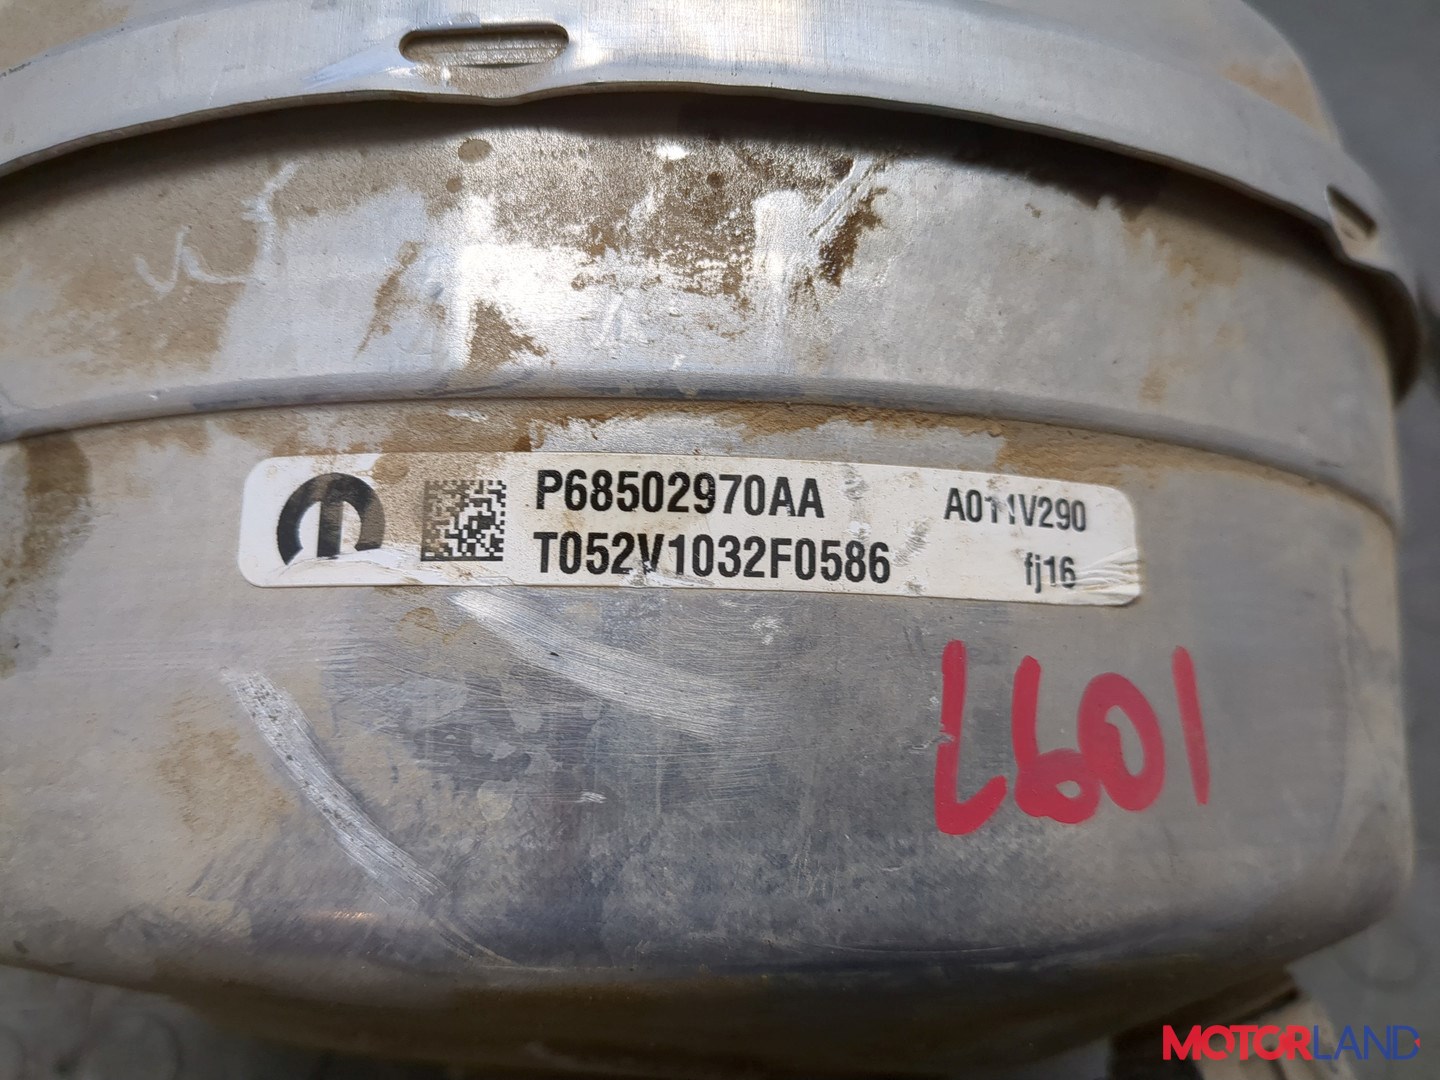 P68502970AA
T052V1032F0586
A011V290
fj16
L601
MOTORLAND